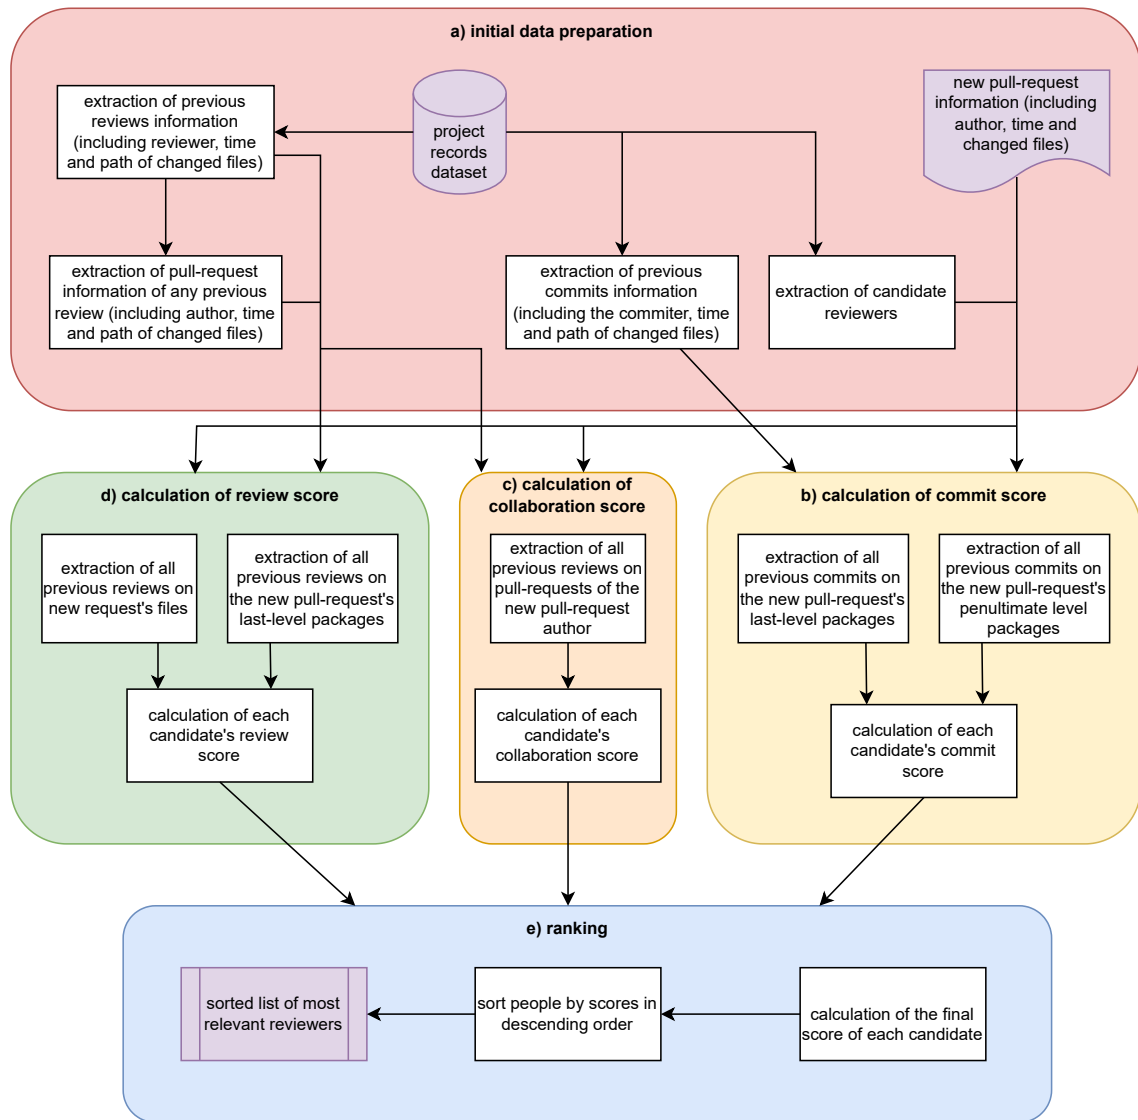 a) initial data preparation
extraction of previous
reviews information
(including reviewer, time
and path of changed files)
project
records
dataset
new pull-request
information (including
author, time and
changed files)
extraction of pull-request
information of any previous
review (including author, time
and path of changed files)
extraction of previous
commits information
(including the commiter, time
and path of changed files)
extraction of candidate
reviewers
d) calculation of review score
extraction of all
previous reviews on
new request's files
extraction of all
previous reviews on
the new pull-request's
last-level packages
calculation of each
candidate's review
score
c) calculation of
collaboration score
extraction of all
previous reviews on
pull-requests of the
new pull-request
author
calculation of each
candidate's
collaboration score
b) calculation of commit score
extraction of all
previous commits on
the new pull-request's
last-level packages
extraction of all
previous commits on
the new pull-request's
penultimate level
packages
calculation of each
candidate's commit
score
e) ranking
sorted list of most
relevant reviewers
sort people by scores in
descending order
calculation of the final
score of each candidate